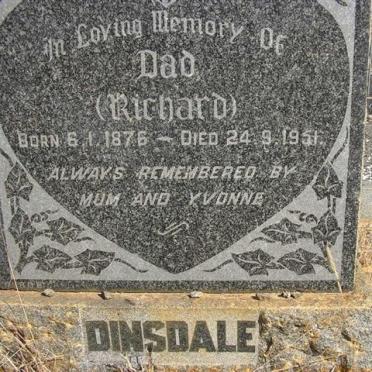 In Loving Memory Of
Dad
(Richard)
BORN 6.1.1876 — DIED 24.9.1951.
ALWAYS REMEMBERED BY
MUM AND YVONNE
DINSDALE